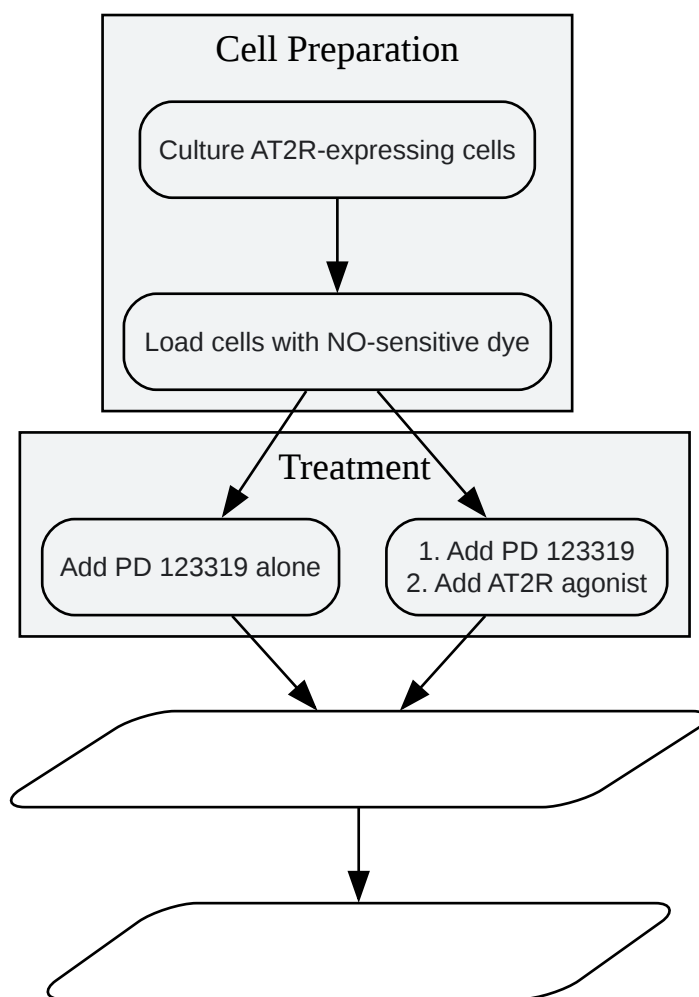 Cell Preparation
Culture AT2R-expressing cells
Load cells with NO-sensitive dye
Treatment
Add PD 123319 alone
1. Add PD 123319
2. Add AT2R agonist